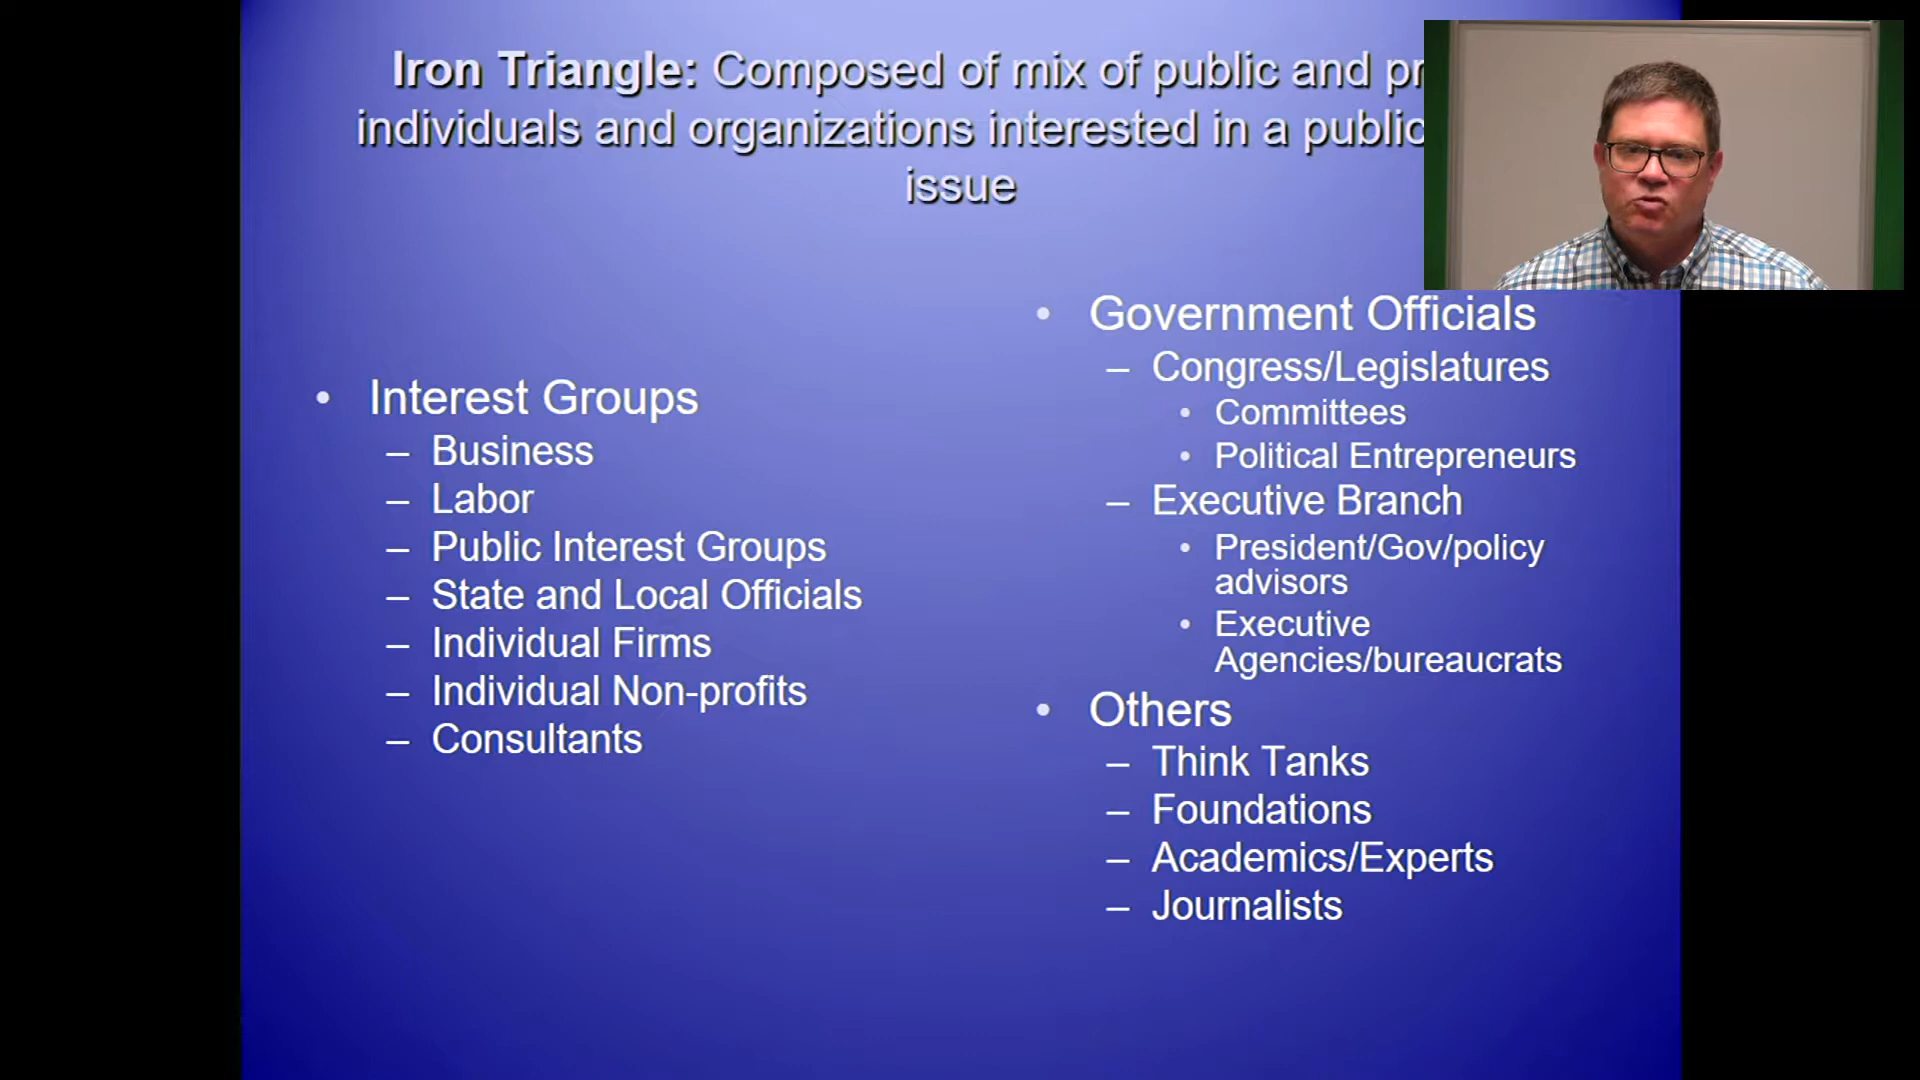 Iron Triangle: Composed of mix of public and
individuals and organizations interested in a public
issue
• Interest Groups
– Business
– Labor
– Public Interest Groups
– State and Local Officials
– Individual Firms
– Individual Non-profits
– Consultants
• Government Officials
– Congress/Legislatures
• Committees
• Political Entrepreneurs
– Executive Branch
• President/Gov/policy
advisors
• Executive
Agencies/bureaucrats
• Others
– Think Tanks
– Foundations
– Academics/Experts
– Journalists